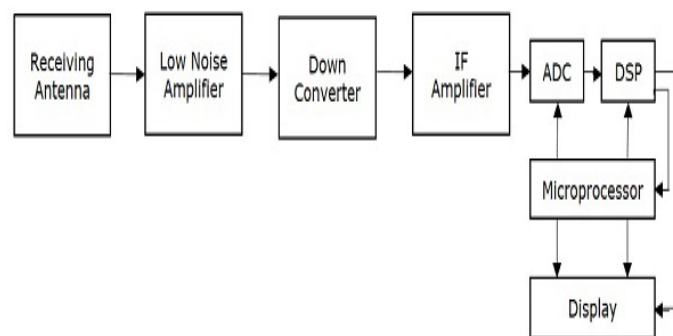 Receiving
Antenna
Low Noise
Amplifier
Down
Converter
IF
Amplifier
ADC
DSP
Microprocessor
Display